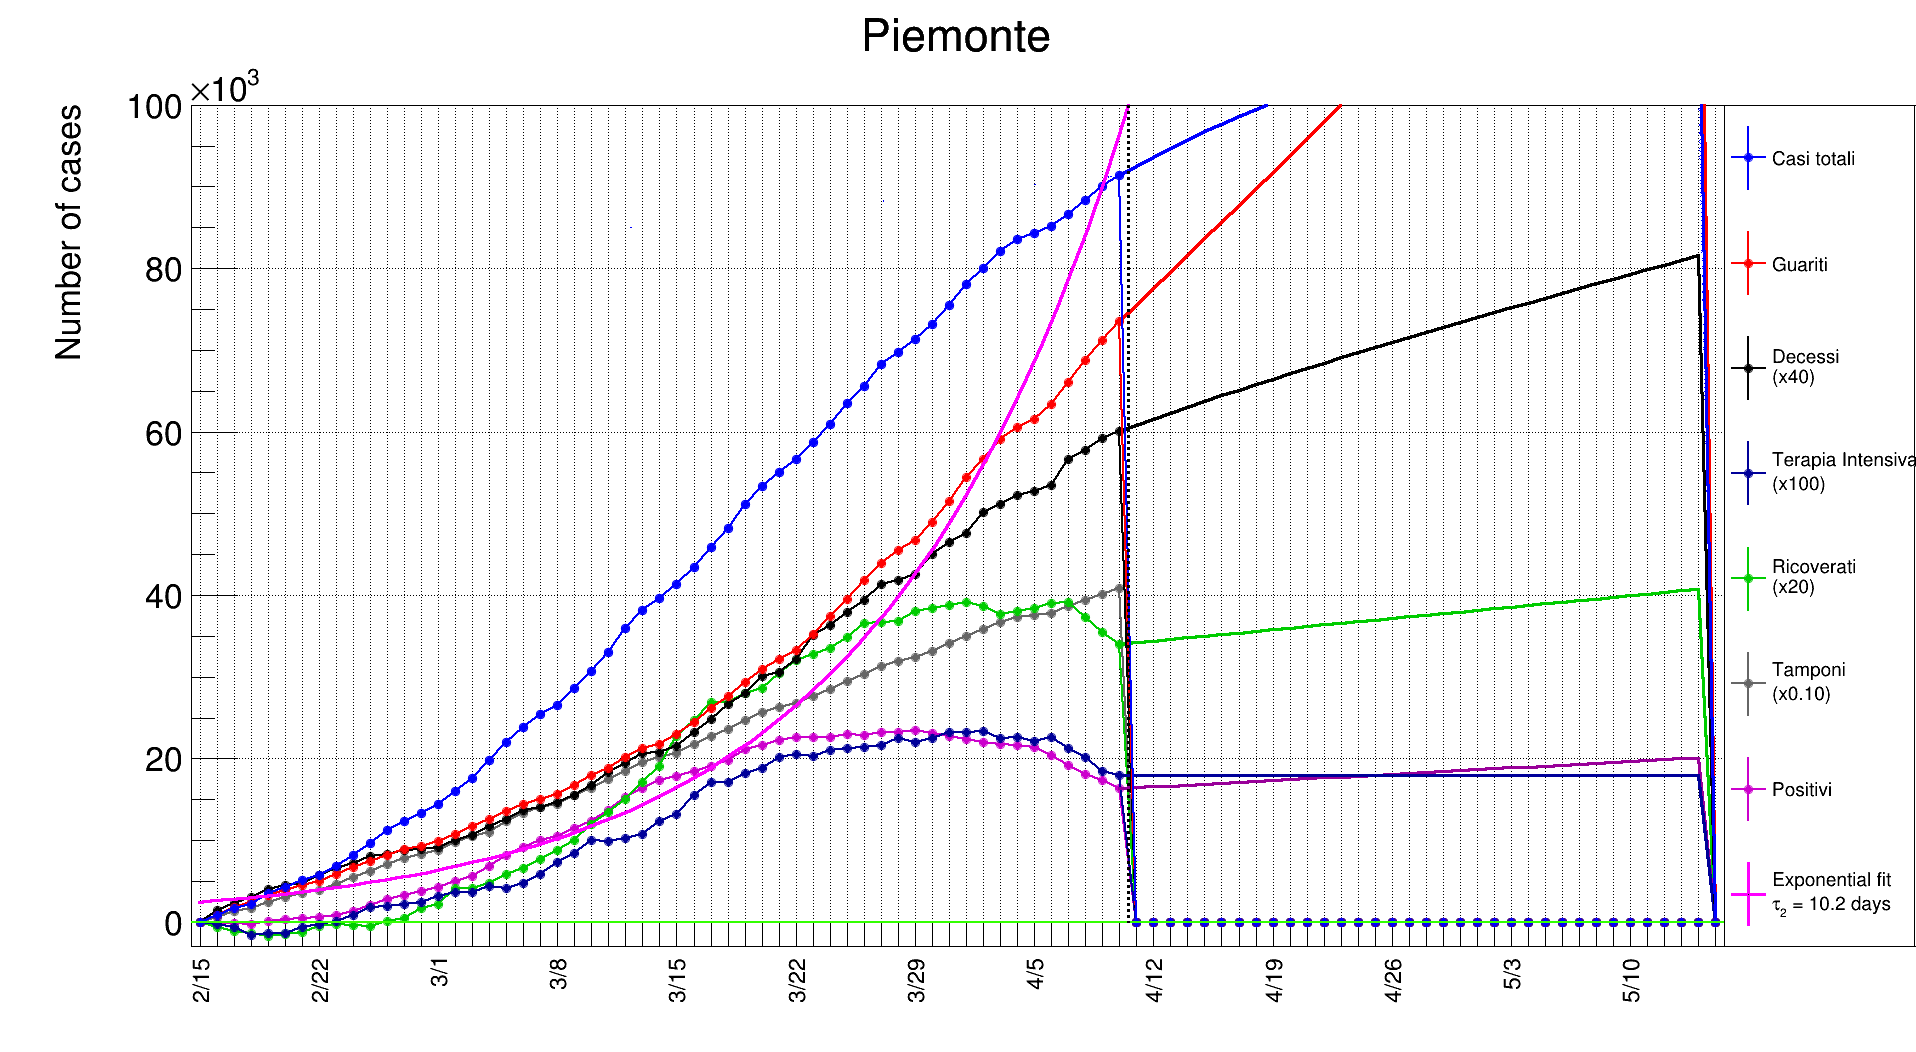 Piemonte
×10³
Number of cases
100
80
60
40
20
0
2/15
2/22
3/1
3/8
3/15
3/22
3/29
4/5
4/12
4/19
4/26
5/3
5/10
Casi totali
Guariti
Decessi
(x40)
Terapia Intensiva
(x100)
Ricoverati
(x20)
Tamponi
(x0.10)
Positivi
Exponential fit
τ₂ = 10.2 days